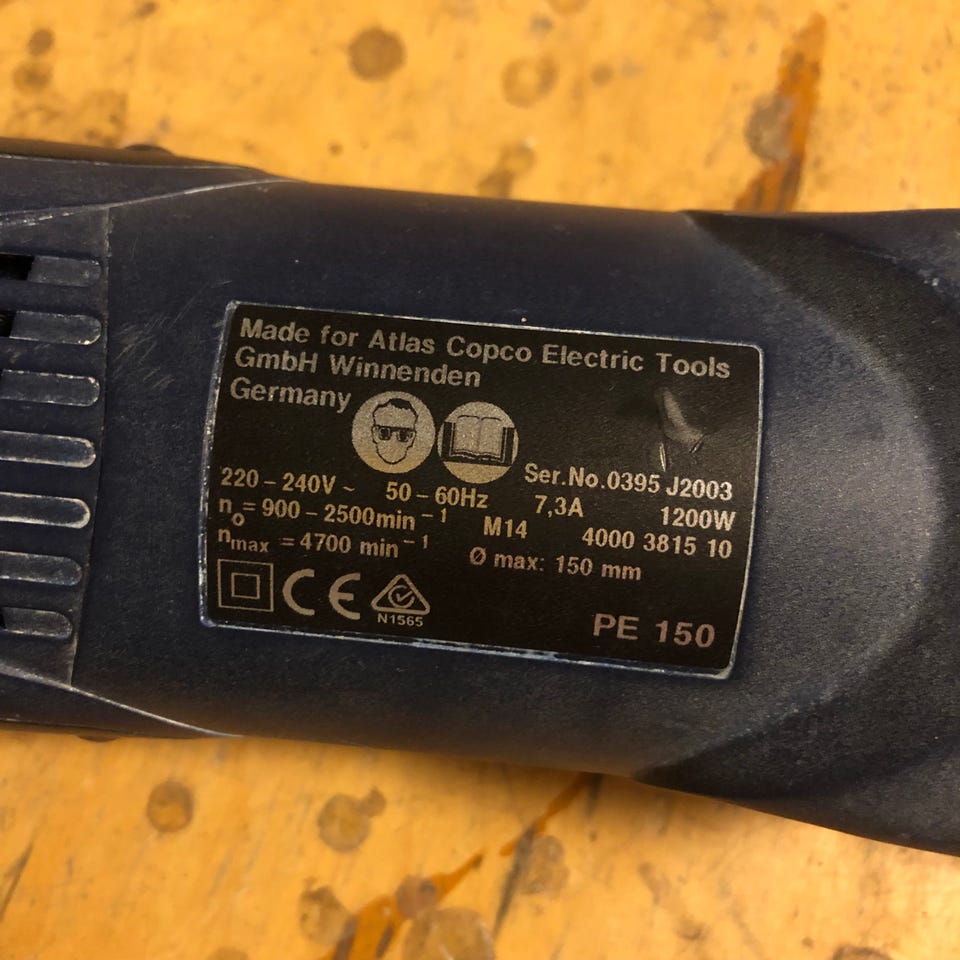 Made for Atlas Copco Electric Tools
GmbH Winnenden
Germany
Ser.No.0395 J2003
220 – 240V ~ 50 – 60Hz 7,3A 1200W
no = 900 – 2500min⁻¹ M14 4000 3815 10
nmax = 4700 min⁻¹ Ø max: 150 mm
CE
N1565
PE 150